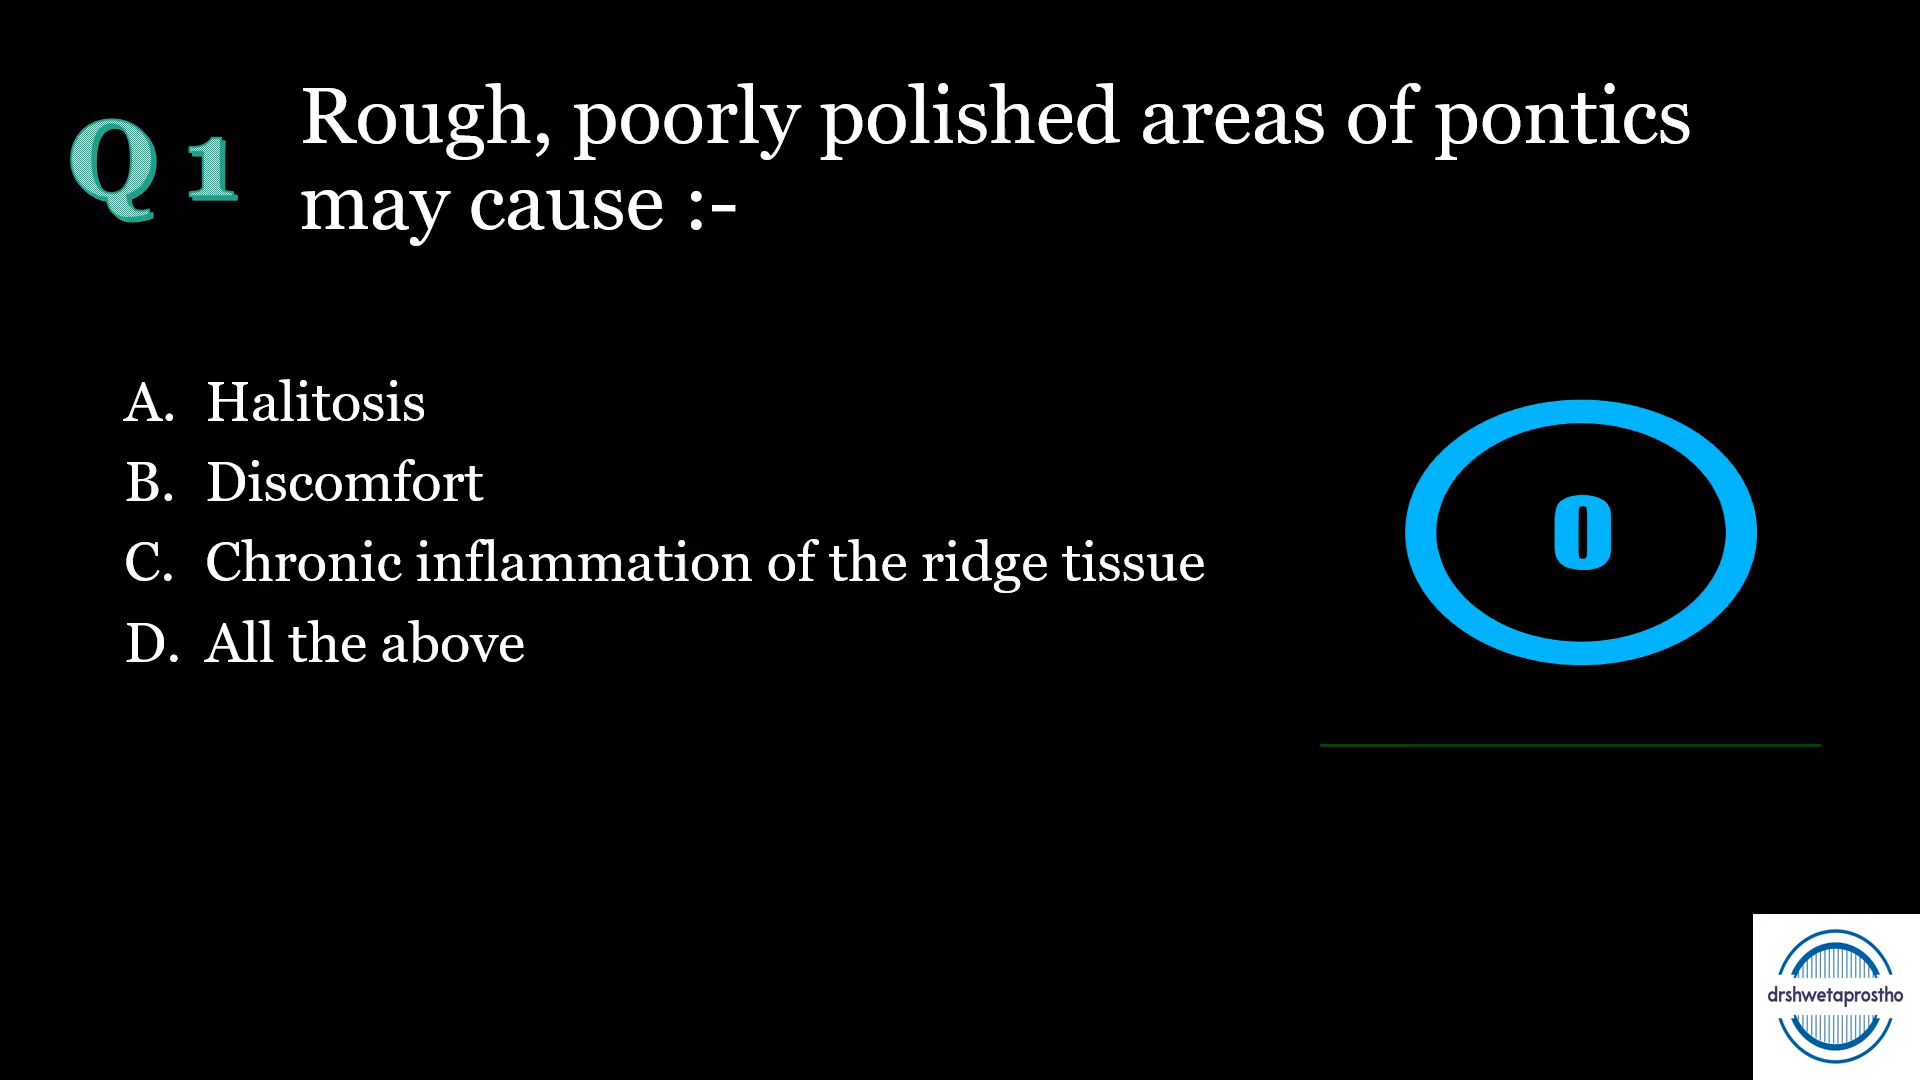 Q 1
Rough, poorly polished areas of pontics
may cause :-
A. Halitosis
B. Discomfort
C. Chronic inflammation of the ridge tissue
D. All the above
0
drshwetaprostho